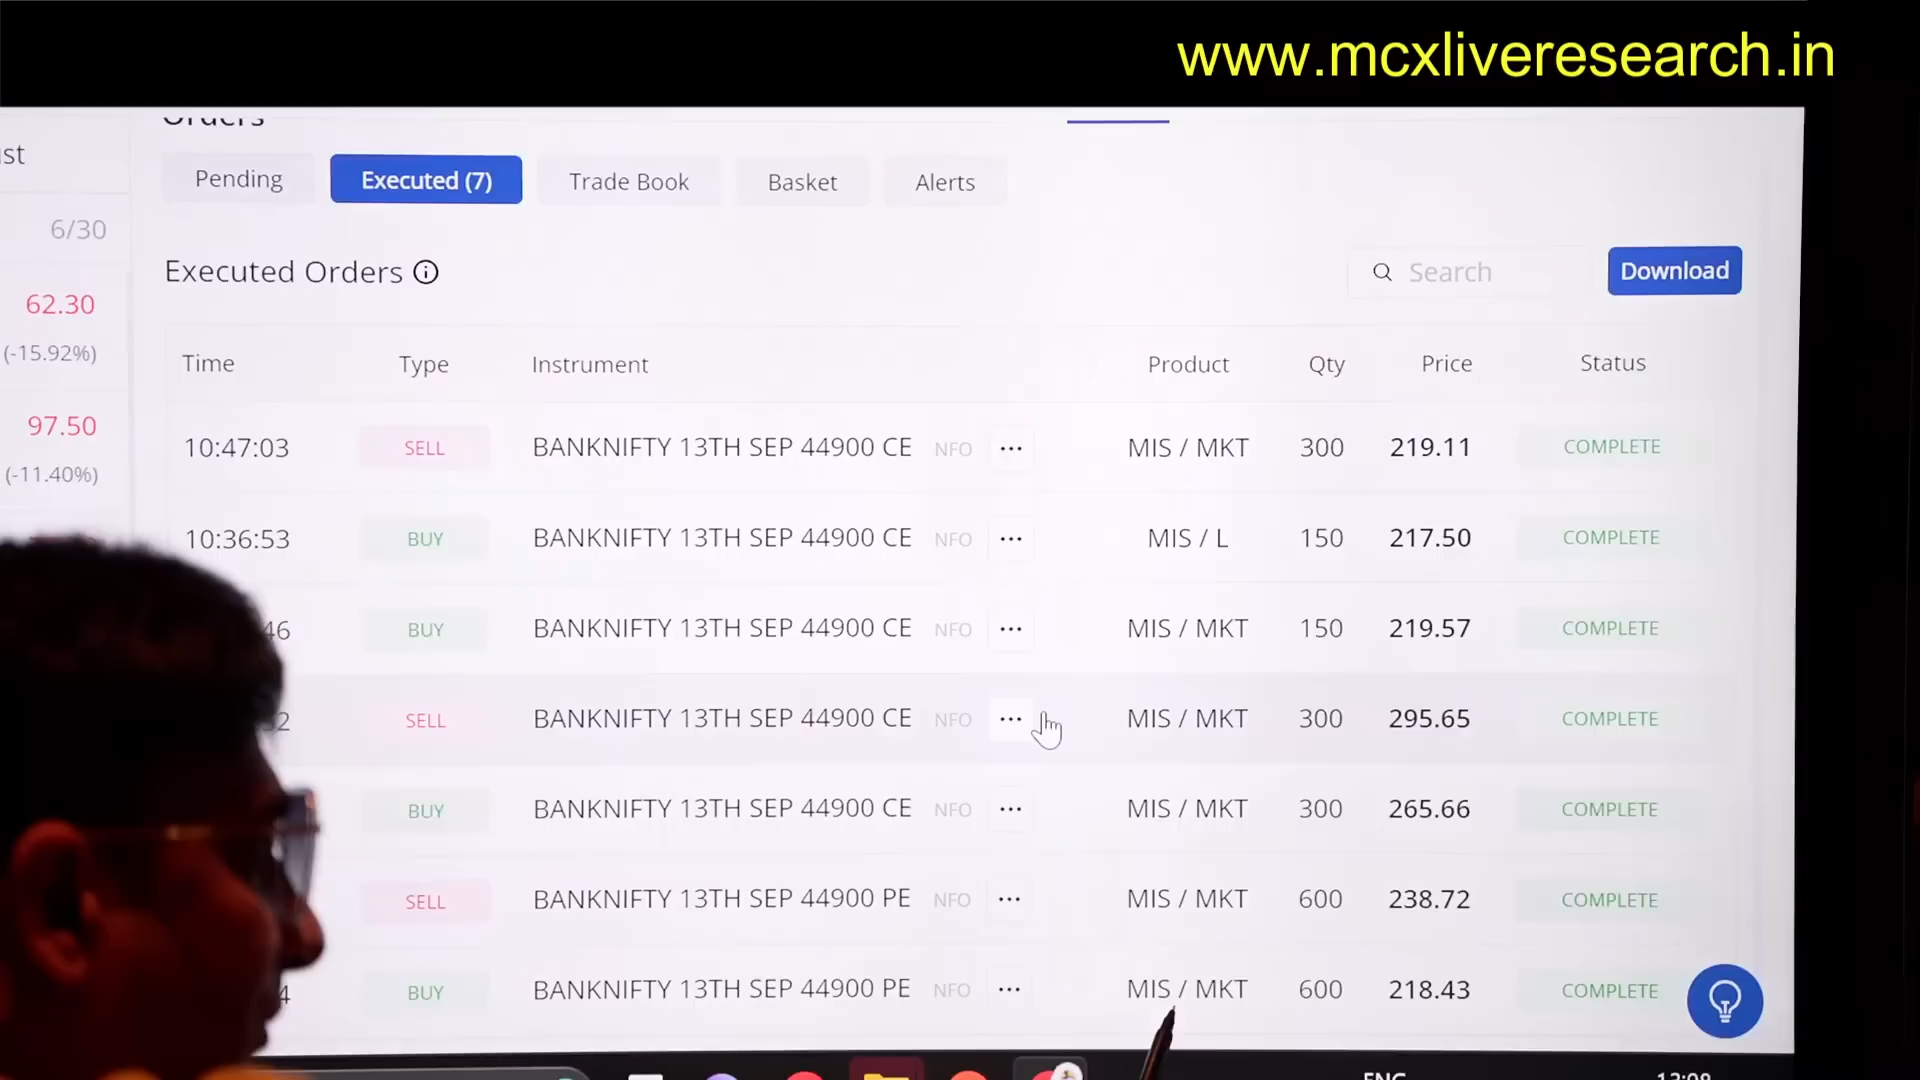 www.mcxliveresearch.in
Orders
Pending Executed (7) Trade Book Basket Alerts
6/30
Executed Orders Search Download
62.30
(-15.92%)
Time Type Instrument Product Qty Price Status
97.50
(-11.40%)
10:47:03 SELL BANKNIFTY 13TH SEP 44900 CE NFO ... MIS / MKT 300 219.11 COMPLETE
10:36:53 BUY BANKNIFTY 13TH SEP 44900 CE NFO ... MIS / L 150 217.50 COMPLETE
46 BUY BANKNIFTY 13TH SEP 44900 CE NFO ... MIS / MKT 150 219.57 COMPLETE
2 SELL BANKNIFTY 13TH SEP 44900 CE NFO ... MIS / MKT 300 295.65 COMPLETE
BUY BANKNIFTY 13TH SEP 44900 CE NFO ... MIS / MKT 300 265.66 COMPLETE
SELL BANKNIFTY 13TH SEP 44900 PE NFO ... MIS / MKT 600 238.72 COMPLETE
4 BUY BANKNIFTY 13TH SEP 44900 PE NFO ... MIS / MKT 600 218.43 COMPLETE
ENG